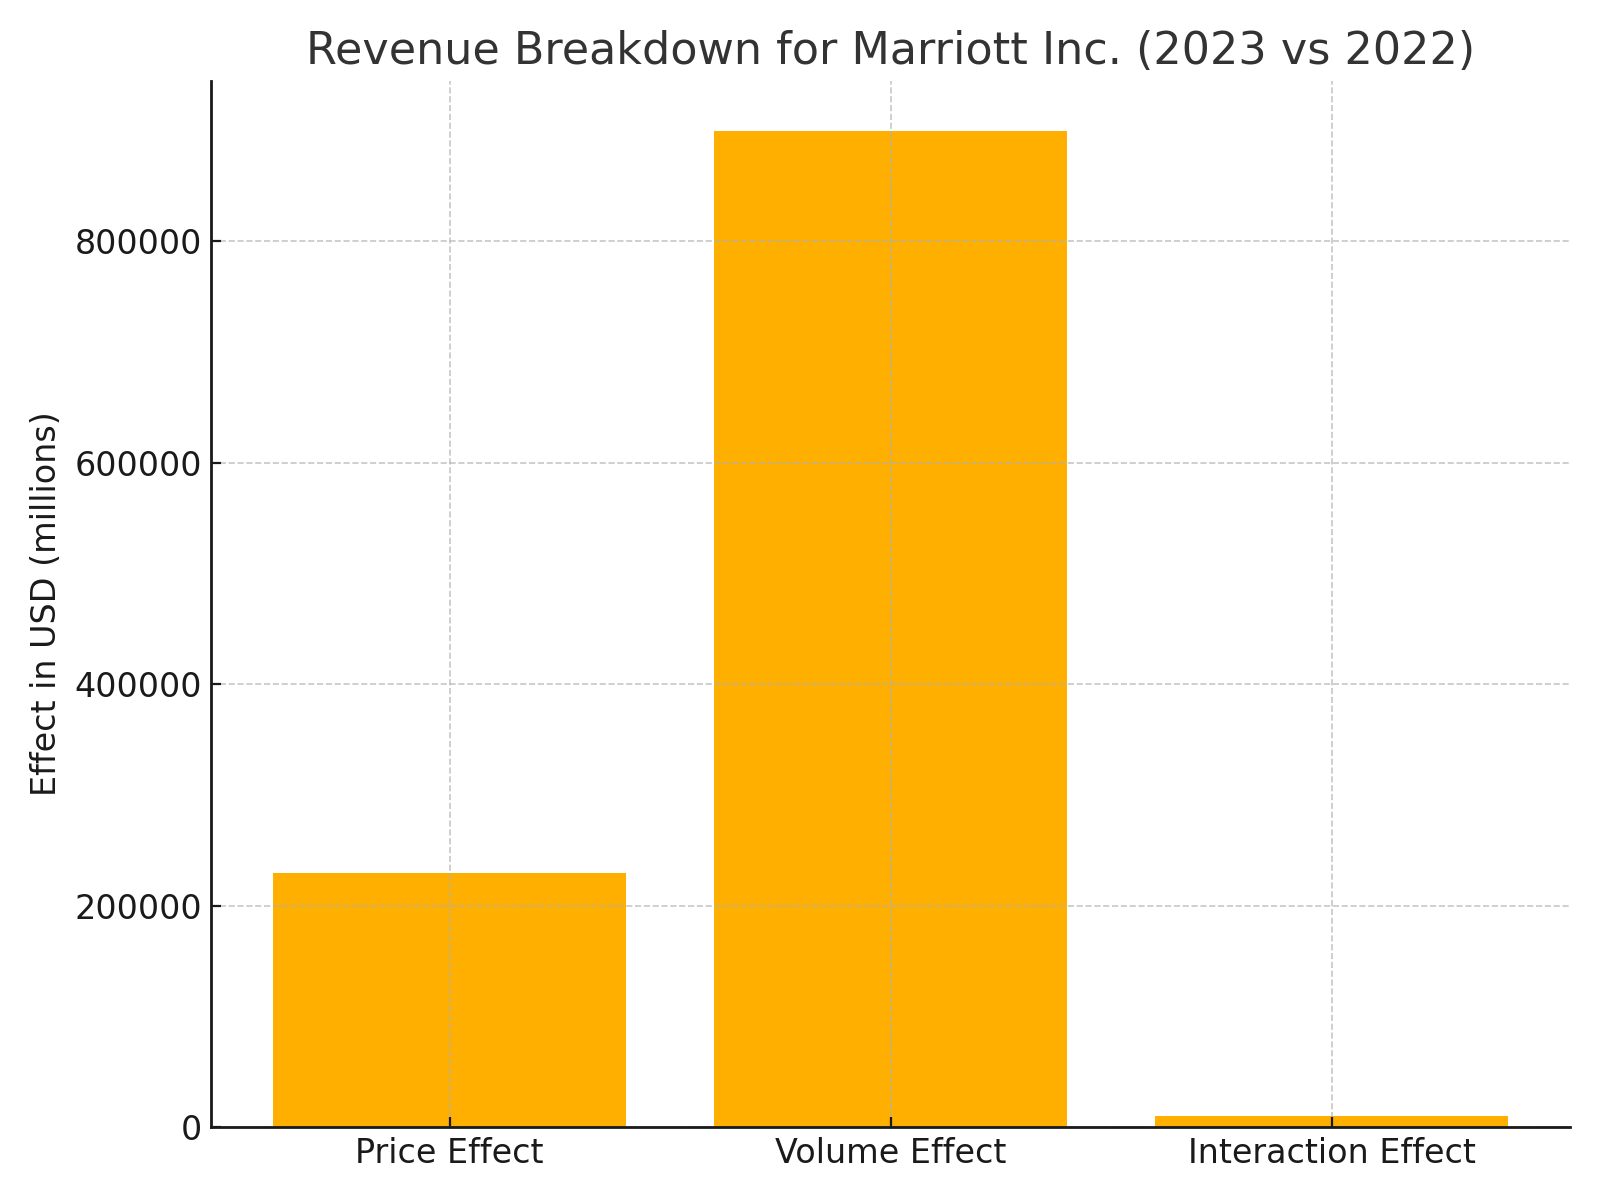 Revenue Breakdown for Marriott Inc. (2023 vs 2022)
Effect in USD (millions)
800000
600000
400000
200000
0
Price Effect
Volume Effect
Interaction Effect